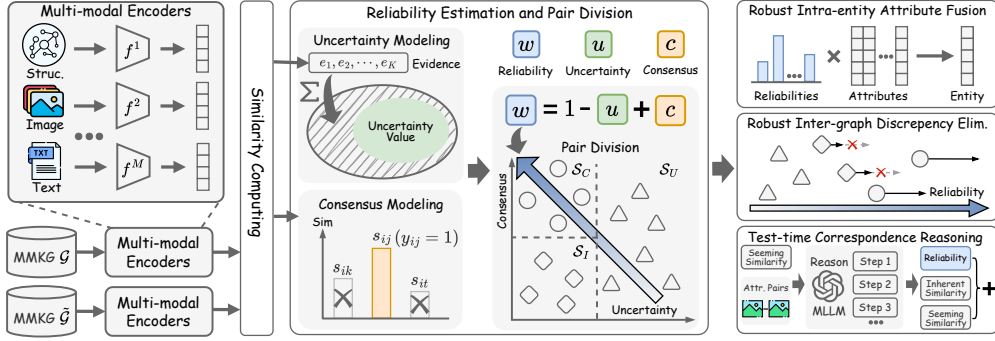 Multi-modal Encoders
Struc.
f^1
Image
f^2
TXT
Text
f^M
MMKG G
Multi-modal
Encoders
MMKG G̃
Multi-modal
Encoders
Similarity Computing
Reliability Estimation and Pair Division
Uncertainty Modeling
e_1, e_2, ⋯, e_K
Evidence
Σ
Uncertainty
Value
Consensus Modeling
Sim
s_ij (y_ij = 1)
s_ik
s_it
w
u
c
Reliability
Uncertainty
Consensus
w = 1 - u + c
Pair Division
S_C
S_U
S_I
Consensus
Uncertainty
Robust Intra-entity Attribute Fusion
Reliabilities
Attributes
Entity
Robust Inter-graph Discrepency Elim.
Reliability
Test-time Correspondence Reasoning
Seeming
Similarity
Attr. Pairs
Reason
MLLM
Step 1
Step 2
Step 3
Reliability
Inherent
Similarity
Seeming
Similarity
+